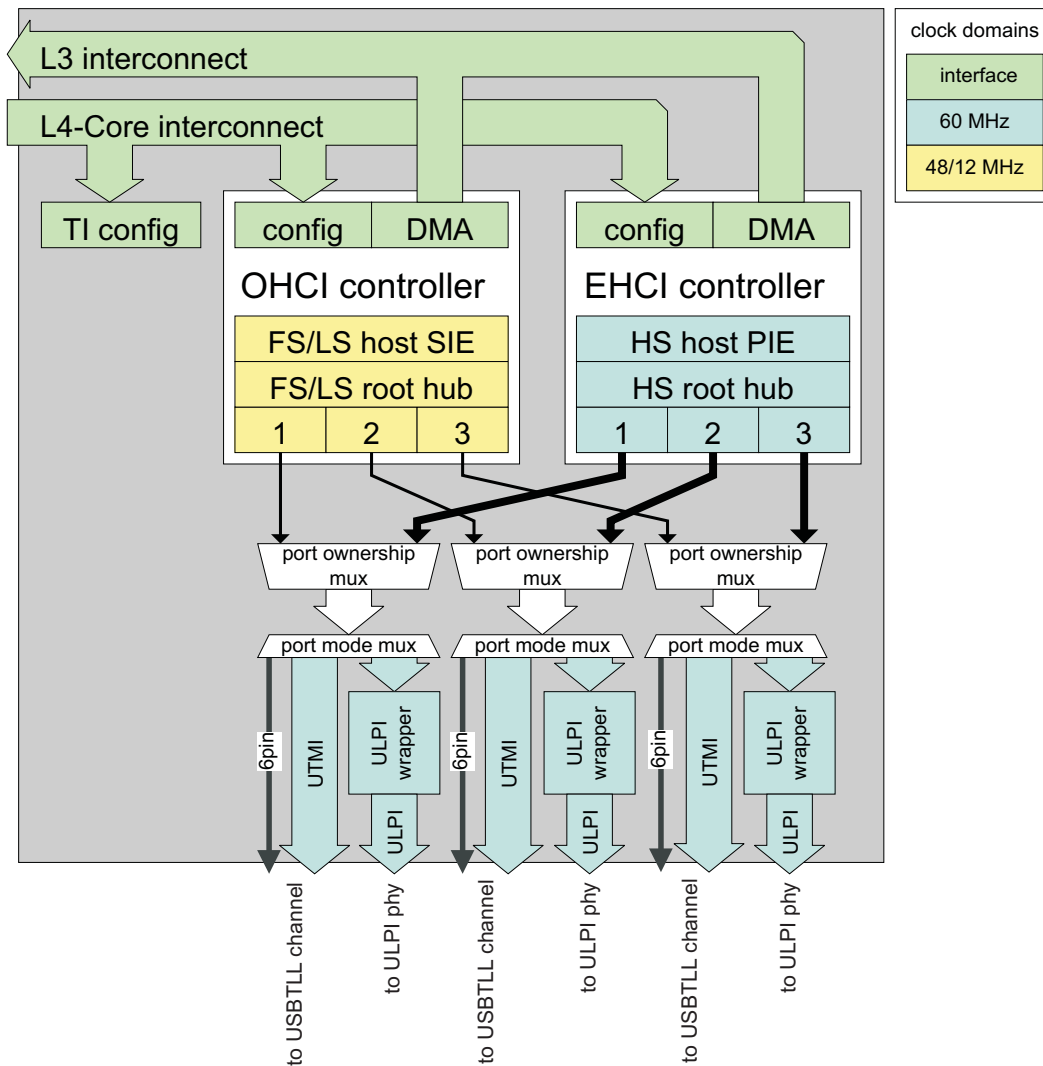 clock domains
interface
60 MHz
48/12 MHz
L3 interconnect
L4-Core interconnect
TI config
config
DMA
config
DMA
OHCI controller
EHCI controller
FS/LS host SIE
HS host PIE
FS/LS root hub
HS root hub
1
2
3
1
2
3
port ownership
mux
port ownership
mux
port ownership
mux
port mode mux
port mode mux
port mode mux
6pin
UTMI
ULPI
wrapper
ULPI
6pin
UTMI
ULPI
wrapper
ULPI
6pin
UTMI
ULPI
wrapper
ULPI
to USBTLL channel
to ULPI phy
to USBTLL channel
to ULPI phy
to USBTLL channel
to ULPI phy